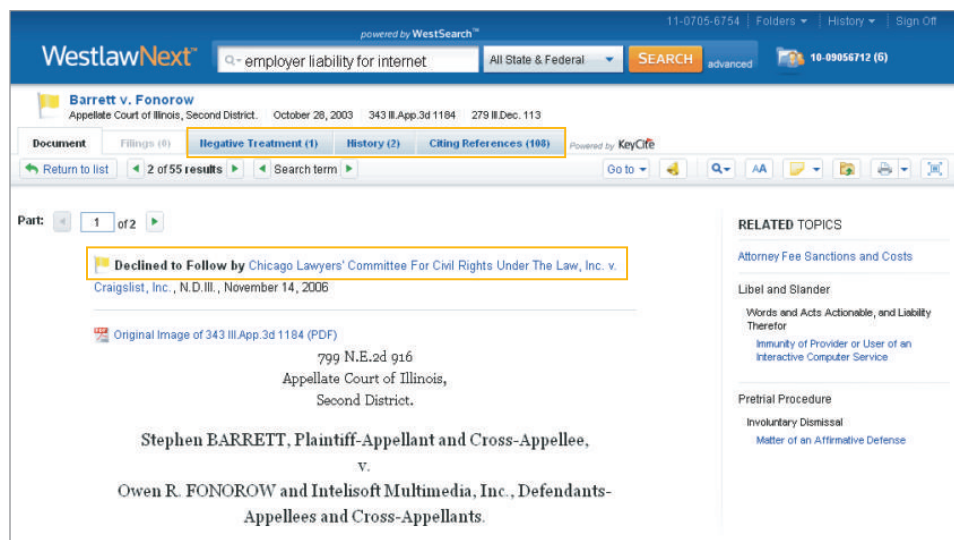 11-0705-6754 | Folders | History | Sign Off
powered by WestSearch™
WestlawNext™ employer liability for internet All State & Federal SEARCH advanced 10-09056712 (6)
Barrett v. Fonorow
Appellate Court of Illinois, Second District. October 28, 2003 343 Ill.App.3d 1184 279 Ill.Dec. 113
Document Filings (0) Negative Treatment (1) History (2) Citing References (108) Powered by KeyCite
Return to list 2 of 55 results Search term Go to AA
Part: 1 of 2
RELATED TOPICS
Attorney Fee Sanctions and Costs
Libel and Slander
Words and Acts Actionable, and Liability
Therefor
Immunity of Provider or User of an
Interactive Computer Service
Pretrial Procedure
Involuntary Dismissal
Matter of an Affirmative Defense
Declined to Follow by Chicago Lawyers' Committee For Civil Rights Under The Law, Inc. v.
Craigslist, Inc., N.D.Ill., November 14, 2006
Original Image of 343 Ill.App.3d 1184 (PDF)
799 N.E.2d 916
Appellate Court of Illinois,
Second District.
Stephen BARRETT, Plaintiff-Appellant and Cross-Appellee,
v.
Owen R. FONOROW and Intelisoft Multimedia, Inc., Defendants-
Appellees and Cross-Appellants.